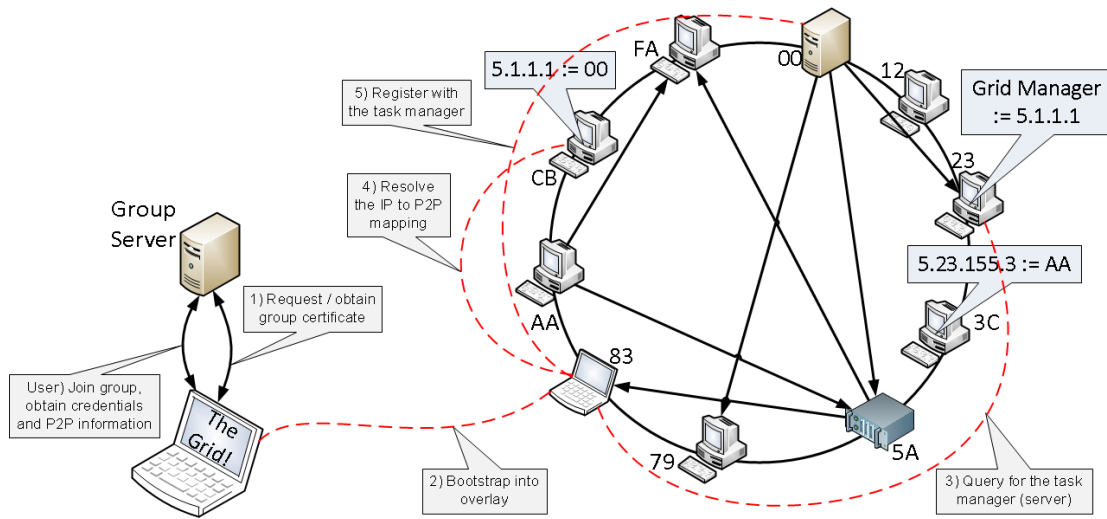 FA
00
5.1.1.1 := 00
12
Grid Manager
:= 5.1.1.1
5) Register with
the task manager
CB
23
4) Resolve
the IP to P2P
mapping
Group
Server
5.23.155.3 := AA
1) Request / obtain
group certificate
AA
3C
83
User) Join group,
obtain credentials
and P2P information
The
Grid!
79
5A
2) Bootstrap into
overlay
3) Query for the task
manager (server)